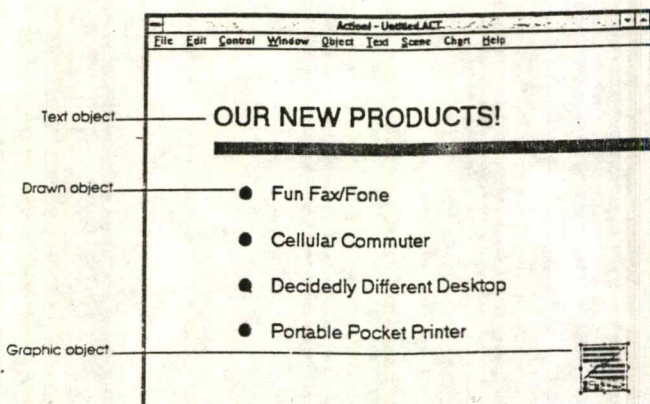 Action! - Untitled.ACT
File Edit Control Window Object Text Scene Chart Help
Text object
OUR NEW PRODUCTS!
Drawn object
Fun Fax/Fone
Cellular Commuter
Decidedly Different Desktop
Portable Pocket Printer
Graphic object